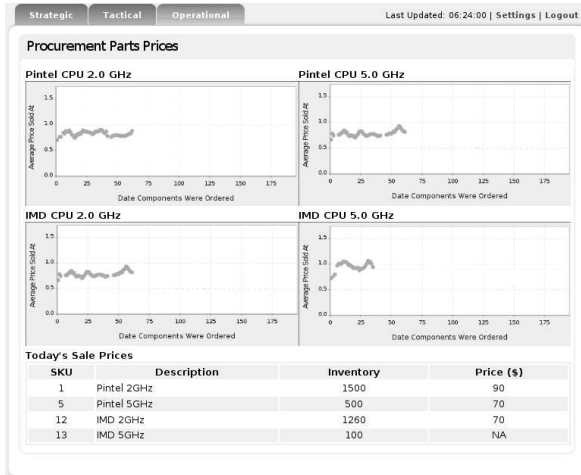 Strategic Tactical Operational Last Updated: 06:24:00 | Settings | Logout
Procurement Parts Prices
Pintel CPU 2.0 GHz Pintel CPU 5.0 GHz
Average Price Sold At
1.5
1.0
0.5
0.0
0 25 50 75 100 125 150 175
Date Components Were Ordered
Average Price Sold At
1.5
1.0
0.5
0.0
0 25 50 75 100 125 150 175
Date Components Were Ordered
IMD CPU 2.0 GHz IMD CPU 5.0 GHz
Average Price Sold At
1.5
1.0
0.5
0.0
0 25 50 75 100 125 150 175
Date Components Were Ordered
Average Price Sold At
1.5
1.0
0.5
0.0
0 25 50 75 100 125 150 175
Date Components Were Ordered
Today's Sale Prices
SKU Description Inventory Price ($)
1 Pintel 2GHz 1500 90
5 Pintel 5GHz 500 70
12 IMD 2GHz 1260 70
13 IMD 5GHz 100 NA